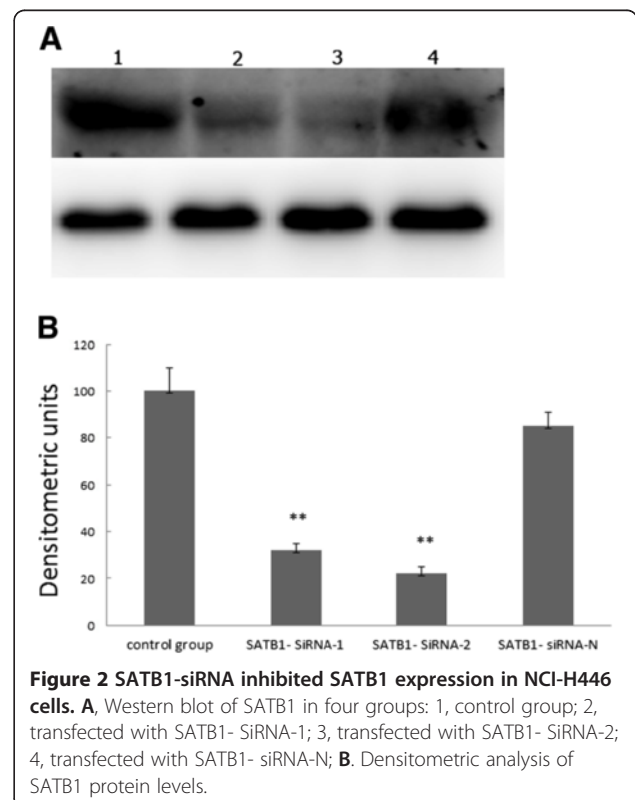 A
1 2 3 4
B
Densitometric units
120
100
80
60
40
20
0
** **
control group SATB1- SiRNA-1 SATB1- SiRNA-2 SATB1- siRNA-N
Figure 2 SATB1-siRNA inhibited SATB1 expression in NCI-H446
cells. A, Western blot of SATB1 in four groups: 1, control group; 2,
transfected with SATB1- SiRNA-1; 3, transfected with SATB1- SiRNA-2;
4, transfected with SATB1- siRNA-N; B. Densitometric analysis of
SATB1 protein levels.